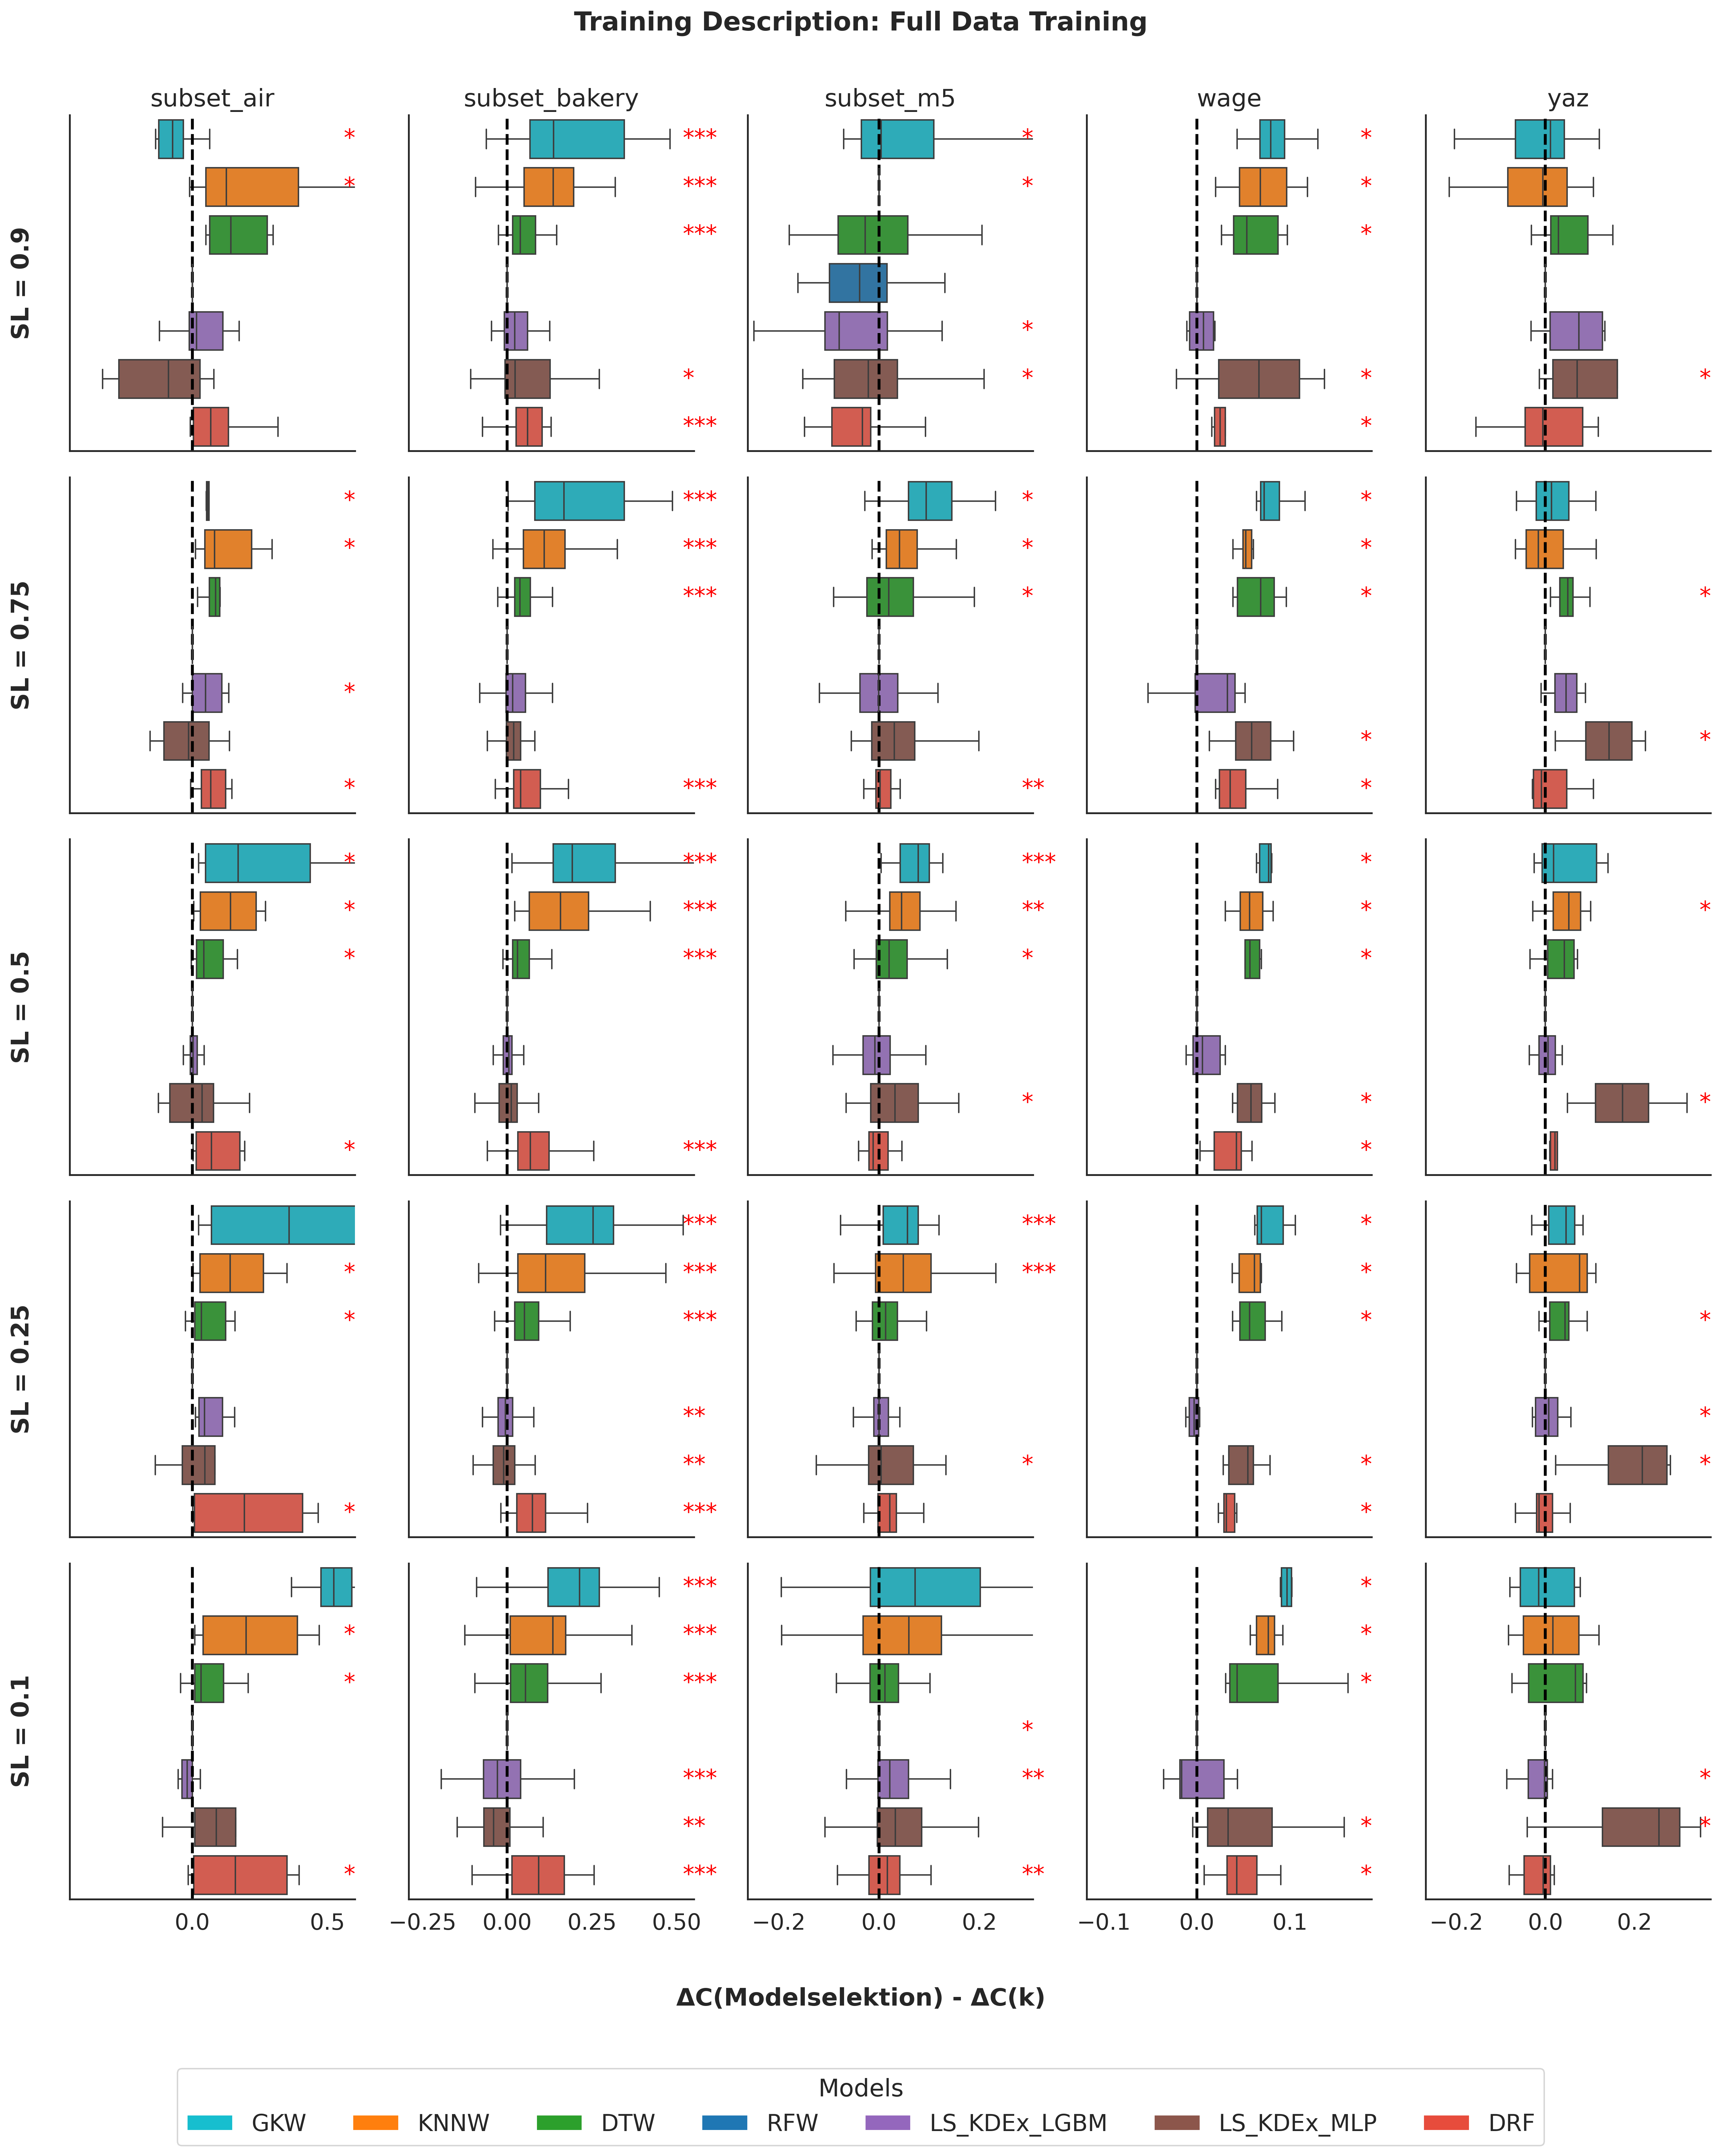 Training Description: Full Data Training
subset_air subset_bakery subset_m5 wage yaz
SL = 0.9
* *** * * 
* *** * *
*** *
*
* * * *
*** *
SL = 0.75
* *** * *
* *** * *
*** * * *
*
* *
* *** ** *
SL = 0.5
* *** *** *
* *** ** * *
* *** * *
* * *
* *** *
SL = 0.25
*** *** *
* *** *** *
* *** * *
** *
** * * *
* *** *
SL = 0.1
*** *
* *** *
* *** *
*
*** ** *
** * *
* *** ** *
0.0 0.5 −0.25 0.00 0.25 0.50 −0.2 0.0 0.2 −0.1 0.0 0.1 −0.2 0.0 0.2
ΔC(Modelselektion) - ΔC(k)
Models
GKW KNNW DTW RFW LS_KDEx_LGBM LS_KDEx_MLP DRF